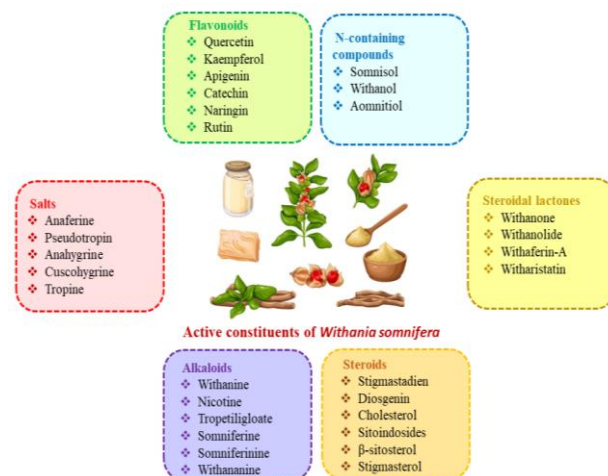 Flavonoids
Quercetin
Kaempferol
Apigenin
Catechin
Naringin
Rutin
N-containing
compounds
Somnisol
Withanol
Aomnitiol
Salts
Anaferine
Pseudotropin
Anahygrine
Cuscohygrine
Tropine
Steroidal lactones
Withanone
Withanolide
Withaferin-A
Witharistatin
Active constituents of Withania somnifera
Alkaloids
Withanine
Nicotine
Tropetiligloate
Somniferine
Somniferinine
Withananine
Steroids
Stigmastadien
Diosgenin
Cholesterol
Sitoindosides
β-sitosterol
Stigmasterol